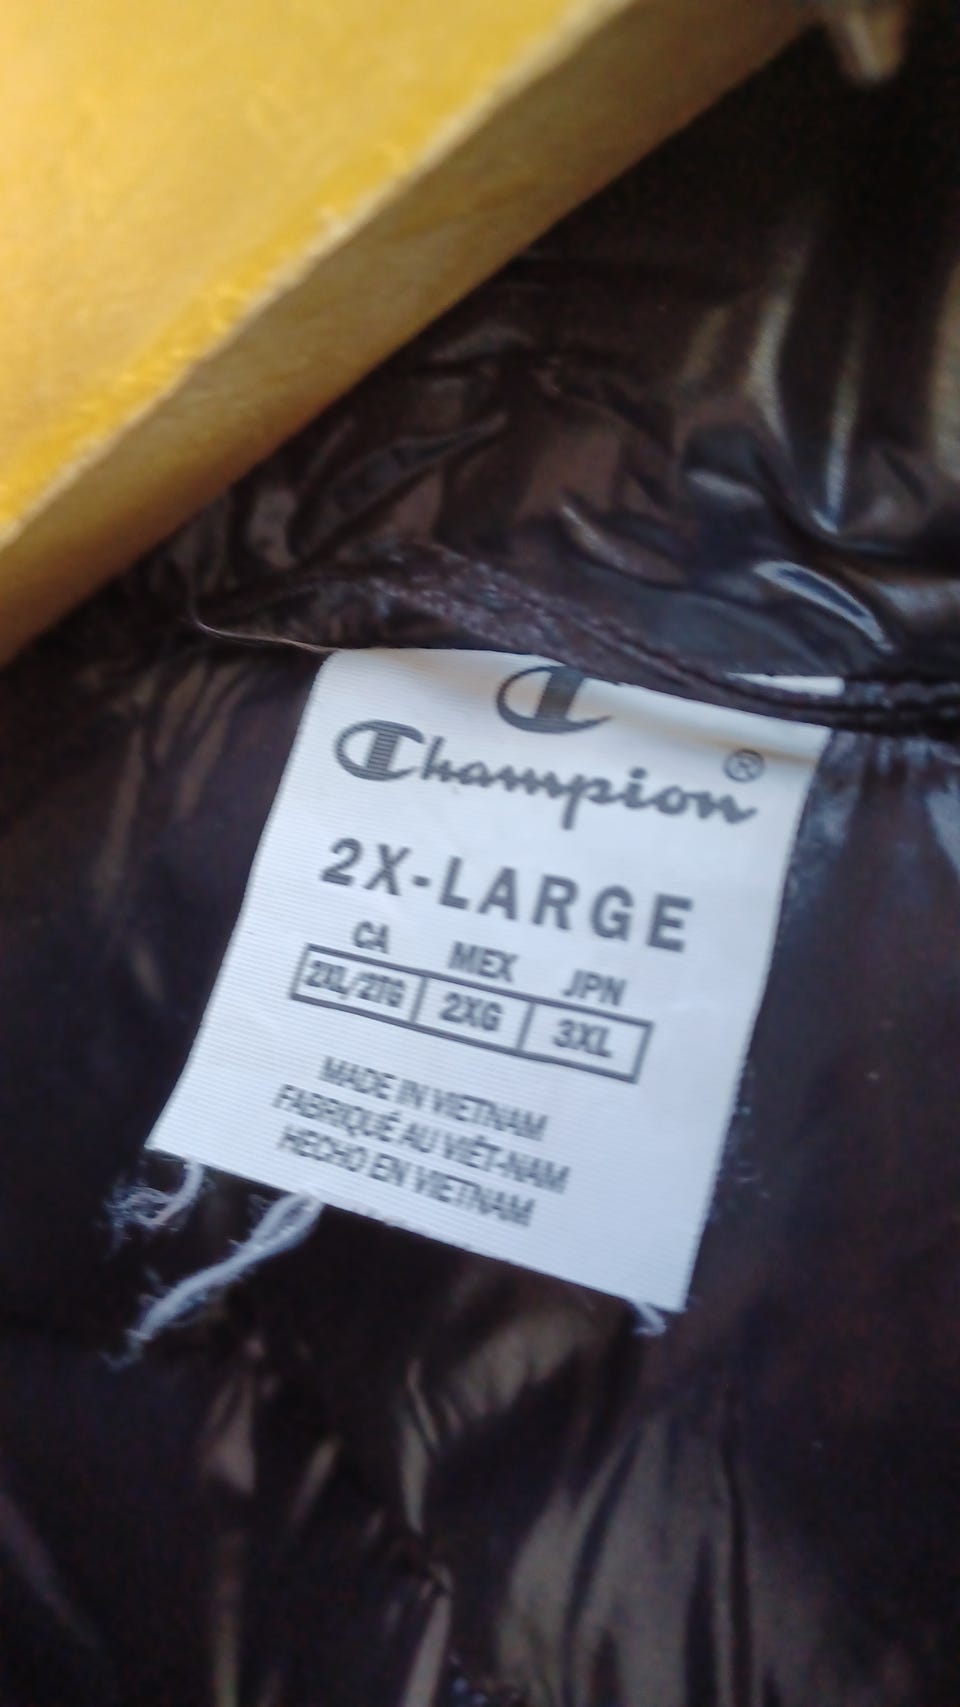 Champion®
2X-LARGE
CA MEX JPN
2XL/2TG 2XG 3XL
MADE IN VIETNAM
FABRIQUÉ AU VIÊT-NAM
HECHO EN VIETNAM